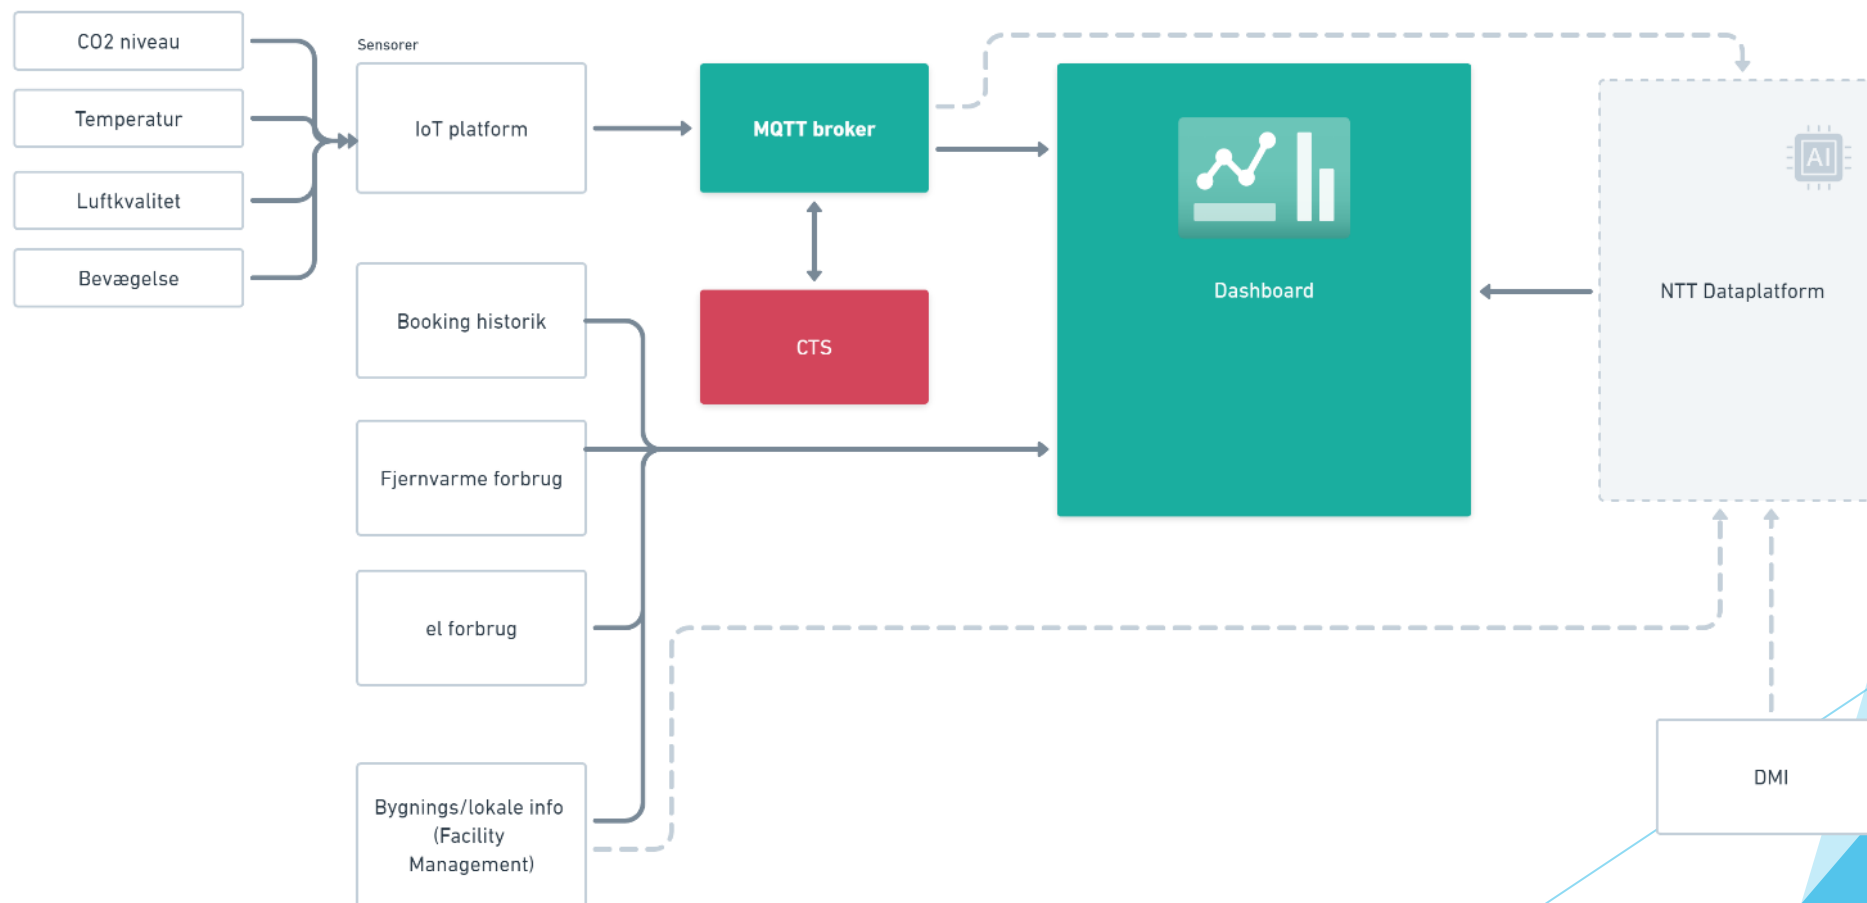 CO2 niveau
Temperatur
Luftkvalitet
Bevægelse
Sensorer
IoT platform
MQTT broker
CTS
Booking historik
Fjernvarme forbrug
el forbrug
Bygnings/lokale info
(Facility
Management)
Dashboard
AI
NTT Dataplatform
DMI